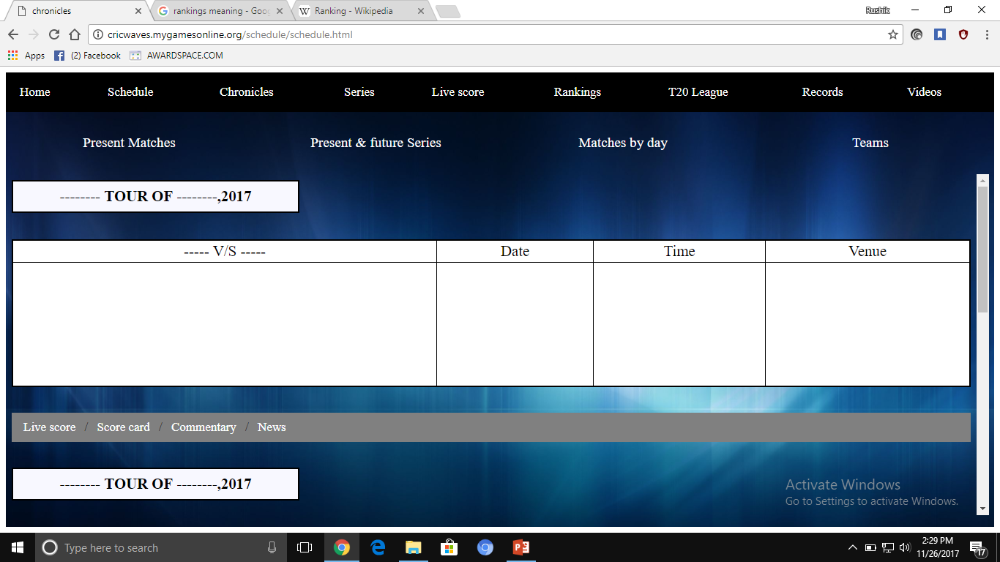 chronicles
rankings meaning - Goo
Ranking - Wikipedia
Rushik
cricwaves.mygamesonline.org/schedule/schedule.html
Apps (2) Facebook AWARDSPACE.COM
Home Schedule Chronicles Series Live score Rankings T20 League Records Videos
Present Matches Present & future Series Matches by day Teams
-------- TOUR OF --------,2017
----- V/S ----- Date Time Venue
Live score / Score card / Commentary / News
-------- TOUR OF --------,2017
Activate Windows
Go to Settings to activate Windows.
Type here to search
2:29 PM
11/26/2017
17